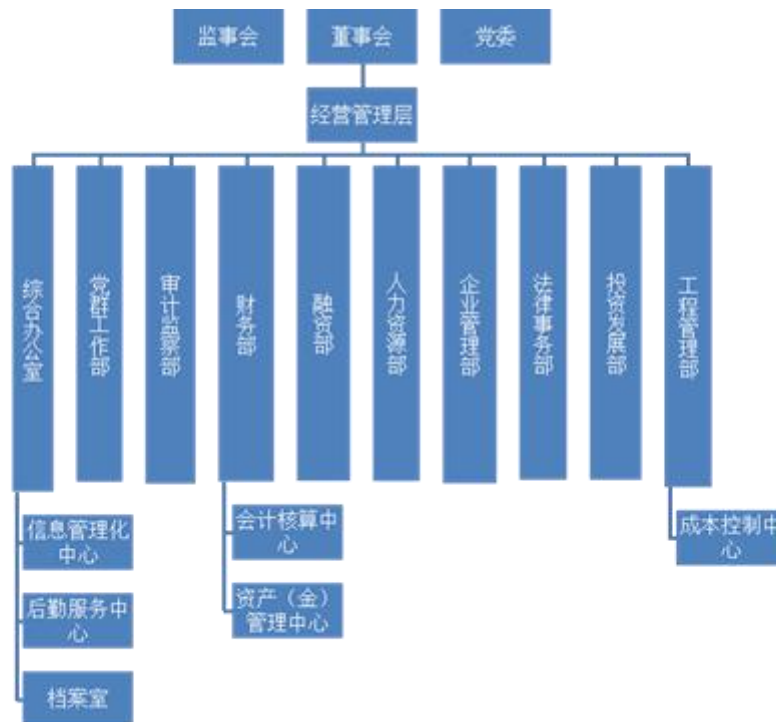 监事会
董事会
党委
经营管理层
综合办公室
党群工作部
审计监察部
财务部
融资部
人力资源部
企业管理部
法律事务部
投资发展部
工程管理部
信息管理化
中心
会计核算中
心
成本控制中
心
后勤服务中
心
资产（金）
管理中心
档案室